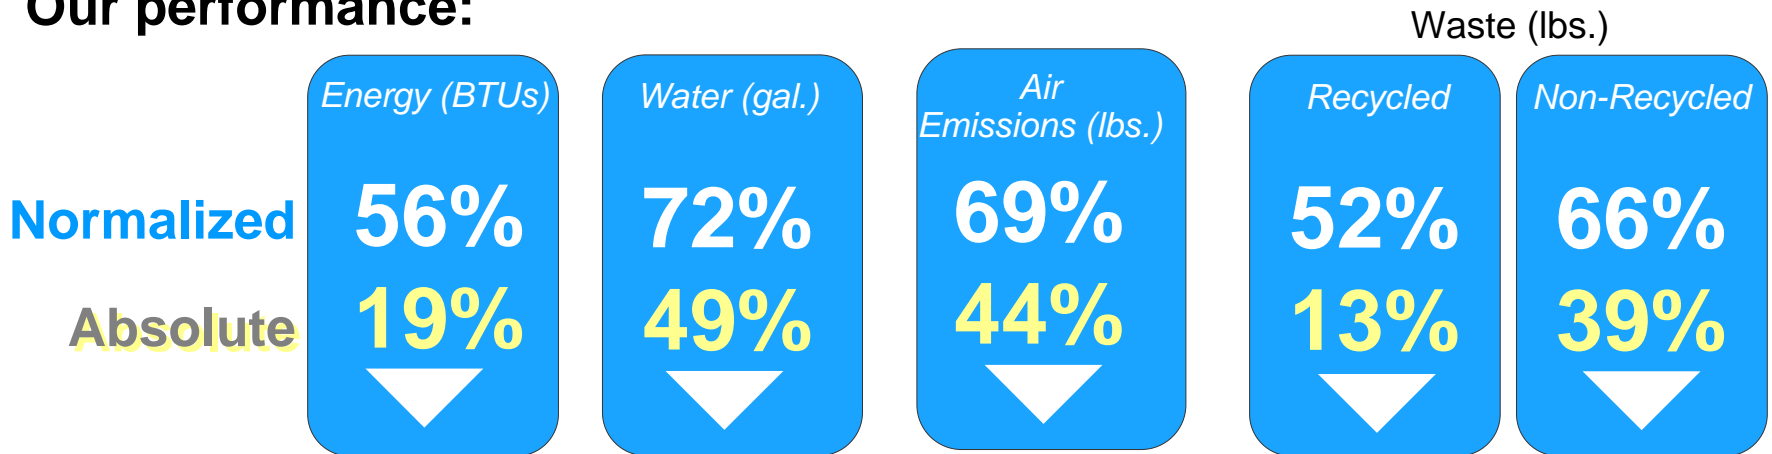 Our performance:
Waste (lbs.)
Energy (BTUs)
Water (gal.)
Air
Emissions (lbs.)
Recycled
Non-Recycled
Normalized 56% 72% 69% 52% 66%
Absolute 19% 49% 44% 13% 39%